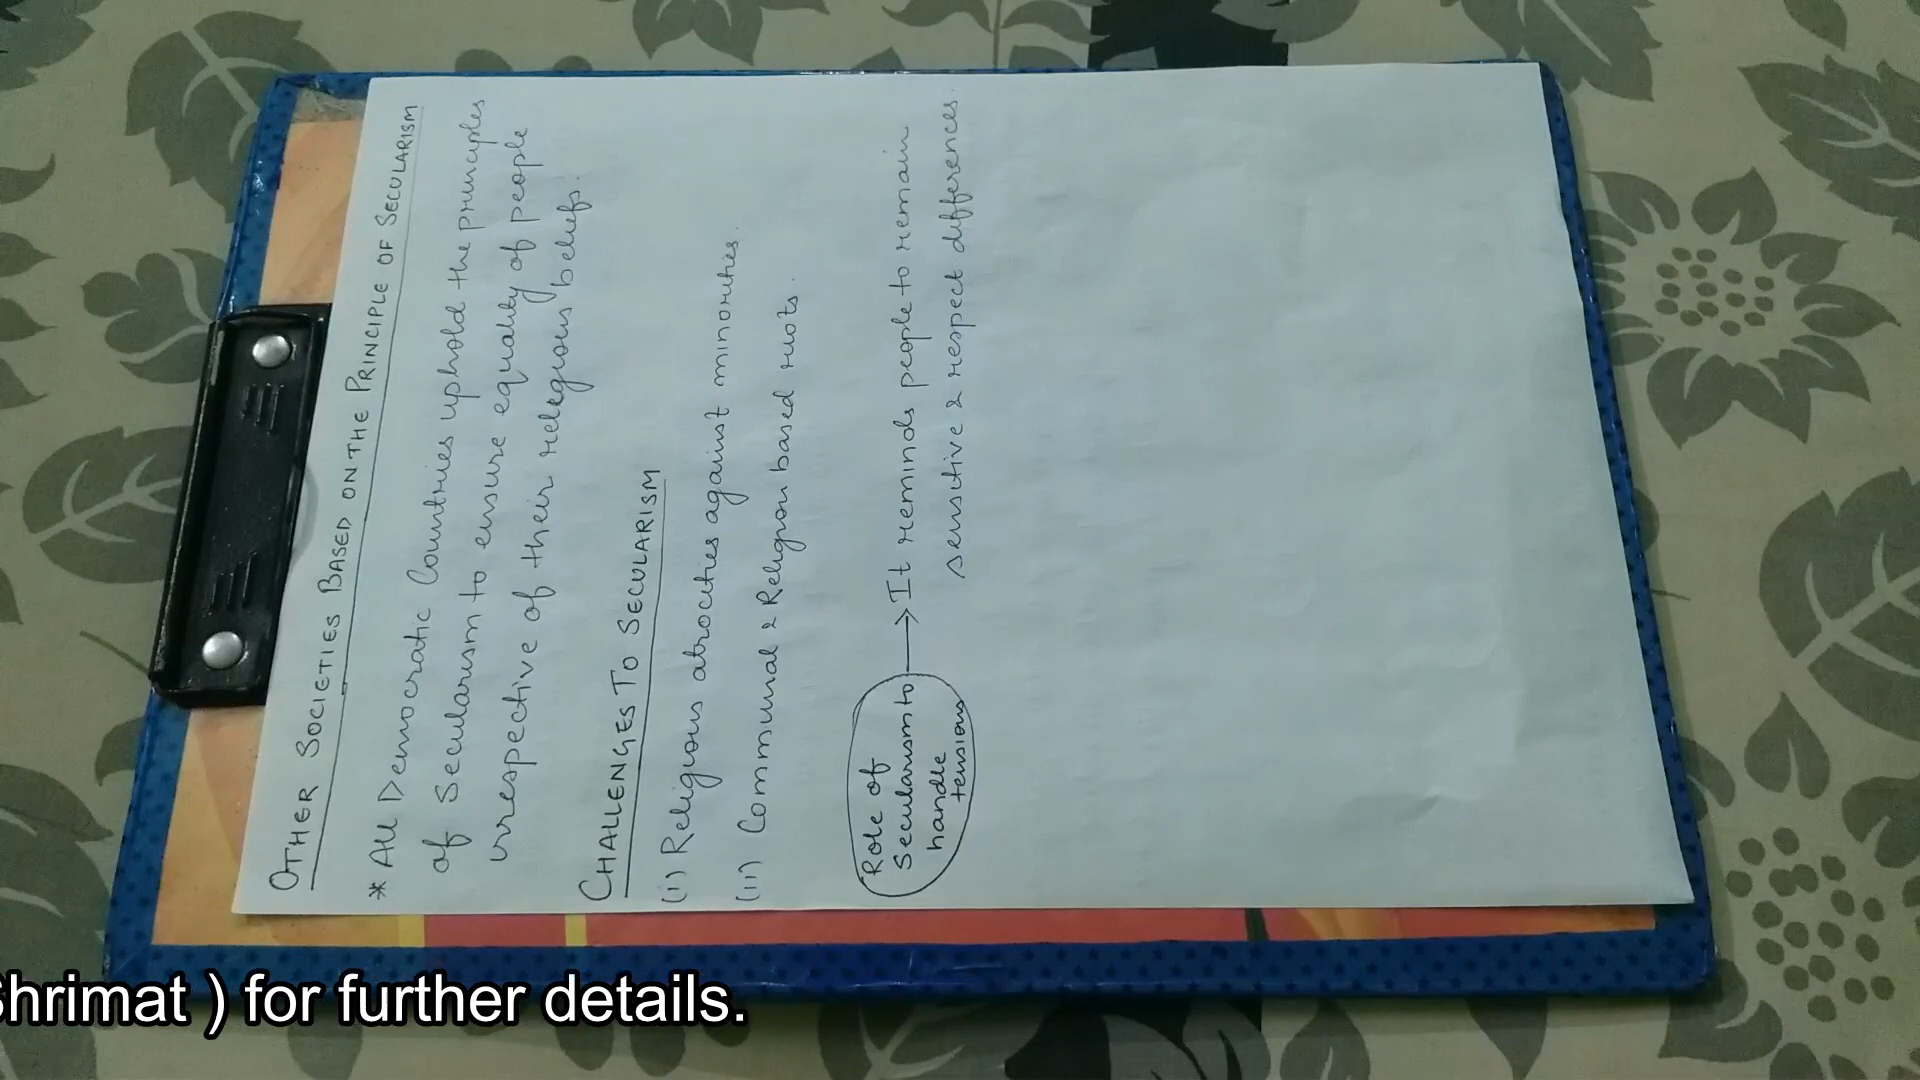 OTHER SOCIETIES BASED ON THE PRINCIPLE OF SECULARISM
* All Democratic Countries uphold the principles
of Secularism to ensure equality of people
irrespective of their religious beliefs.
CHALLENGES TO SECULARISM
(i) Religious atrocities against minorities.
(ii) Communal & Religion based riots.
Role of
Secularism to
handle
tensions
→ It reminds people to remain
sensitive & respect differences.
Shrimat ) for further details.